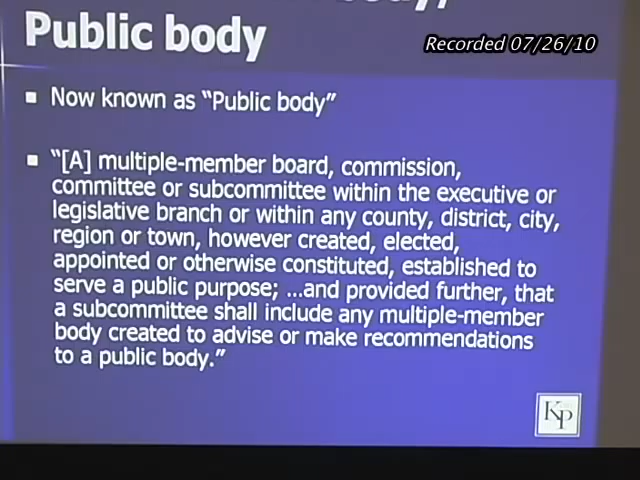 Public body
Recorded 07/26/10
Now known as “Public body”
“[A] multiple-member board, commission,
committee or subcommittee within the executive or
legislative branch or within any county, district, city,
region or town, however created, elected,
appointed or otherwise constituted, established to
serve a public purpose; ...and provided further, that
a subcommittee shall include any multiple-member
body created to advise or make recommendations
to a public body.”
KP